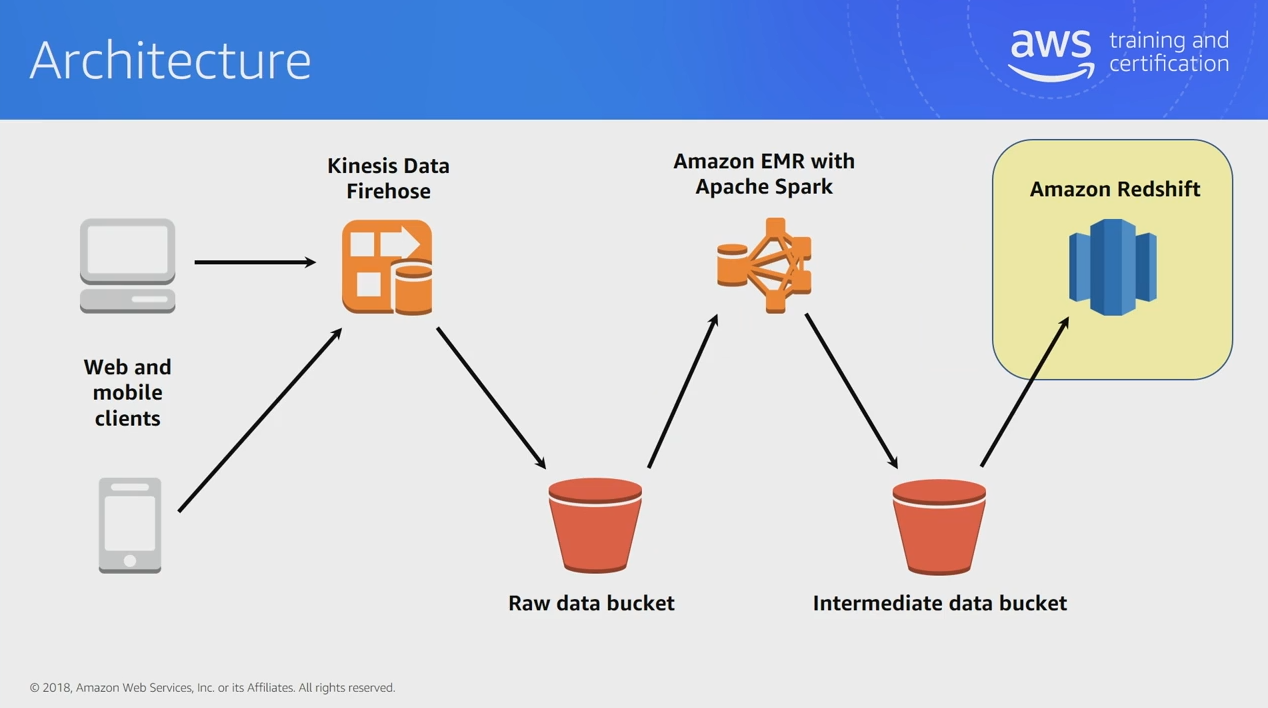 Architecture
aws
training and
certification
Kinesis Data
Firehose
Amazon EMR with
Apache Spark
Amazon Redshift
Web and
mobile
clients
Raw data bucket
Intermediate data bucket
© 2018, Amazon Web Services, Inc. or its Affiliates. All rights reserved.